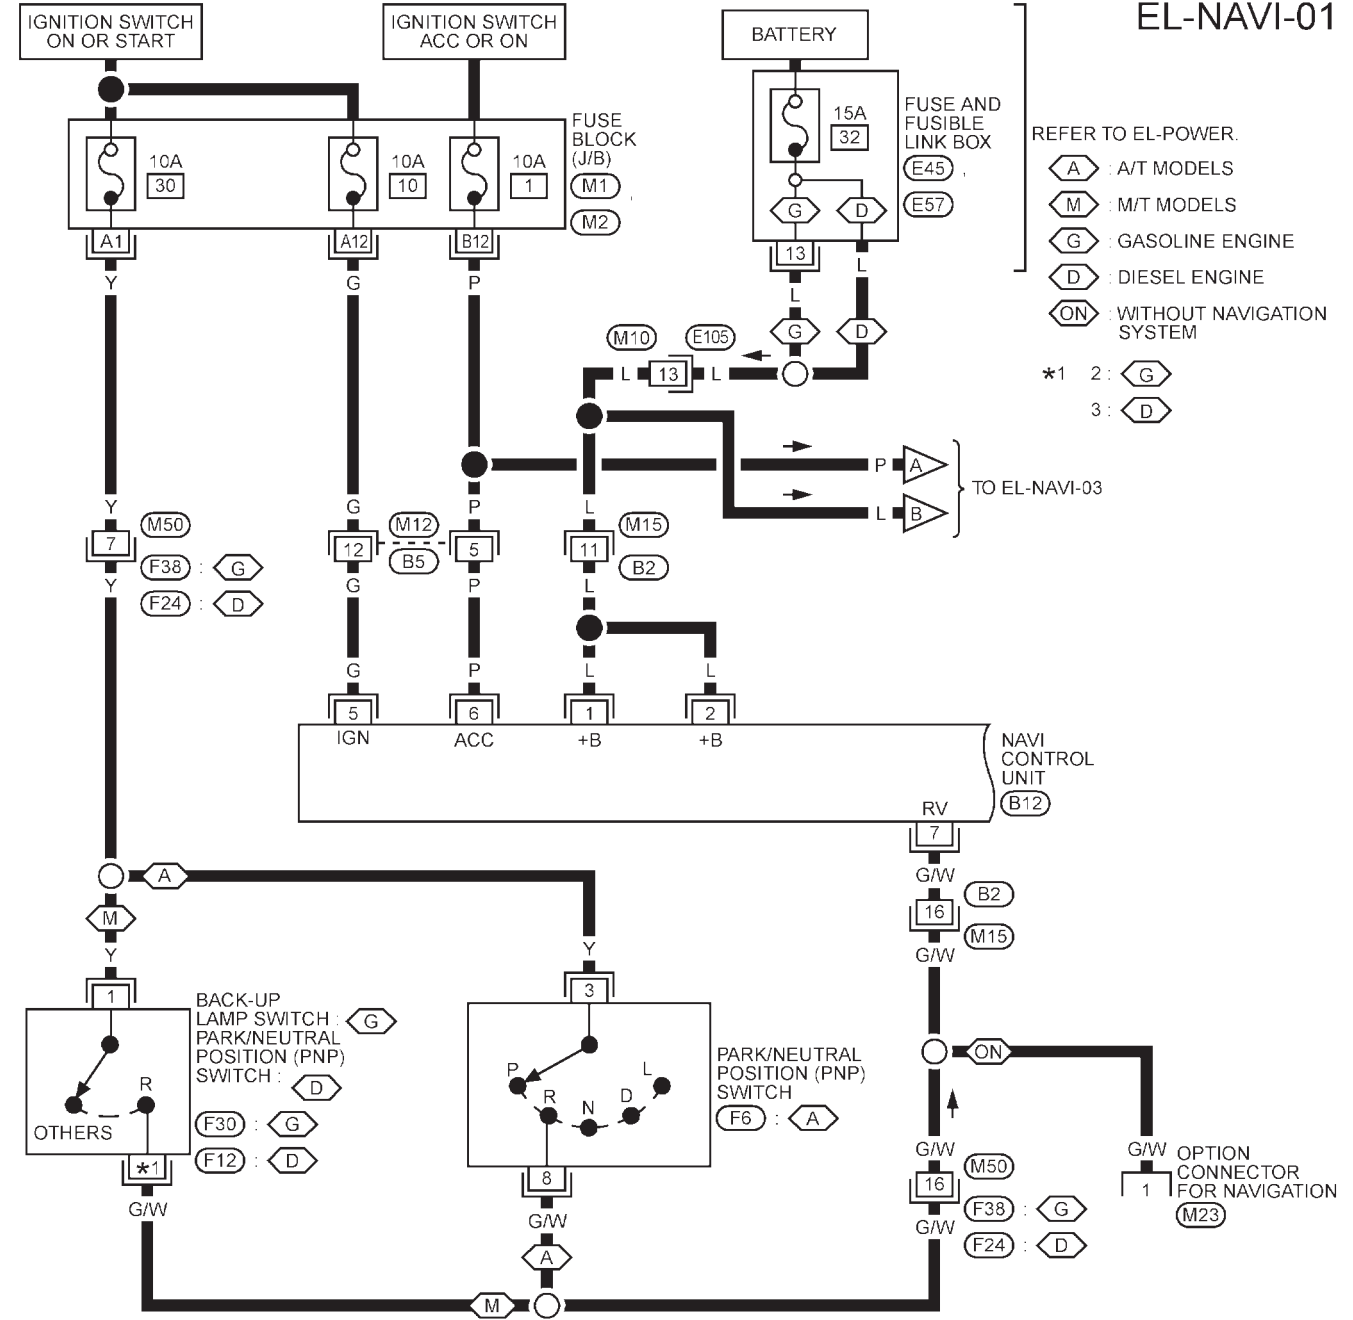 EL-NAVI-01
IGNITION SWITCH
ON OR START
IGNITION SWITCH
ACC OR ON
BATTERY
10A
30
10A
10
10A
1
FUSE
BLOCK
(J/B)
M1
,
M2
15A
32
G
D
FUSE AND
FUSIBLE
LINK BOX
E45 ,
E57
REFER TO EL-POWER.
A : A/T MODELS
M : M/T MODELS
G : GASOLINE ENGINE
D : DIESEL ENGINE
ON : WITHOUT NAVIGATION
SYSTEM
*1 2 : G
3 : D
A1
A12
B12
13
L
Y
G
P
L
G
D
M10
E105
L
13
L
P
A
L
B
TO EL-NAVI-03
Y
G
P
L
M50
7
F38 : G
F24 : D
Y
12
M12
B5
5
11
M15
B2
G
P
L
G
P
L
L
5
6
1
2
IGN
ACC
+B
+B
NAVI
CONTROL
UNIT
B12
RV
7
G/W
B2
16
M15
G/W
A
M
Y
Y
1
3
BACK-UP
LAMP SWITCH : G
PARK/NEUTRAL
POSITION (PNP)
SWITCH : D
F30 : G
F12 : D
R
OTHERS
*1
G/W
P
R
N
D
L
PARK/NEUTRAL
POSITION (PNP)
SWITCH
F6 : A
8
G/W
A
M
ON
G/W
M50
16
F38 : G
F24 : D
G/W
G/W
1
OPTION
CONNECTOR
FOR NAVIGATION
M23